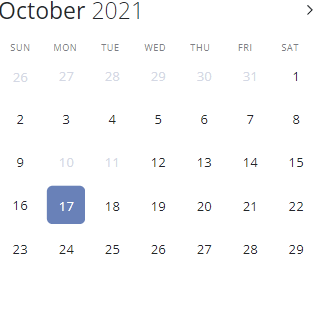 October 2021
SUN MON TUE WED THU FRI SAT
26 27 28 29 30 31 1
2 3 4 5 6 7 8
9 10 11 12 13 14 15
16 17 18 19 20 21 22
23 24 25 26 27 28 29